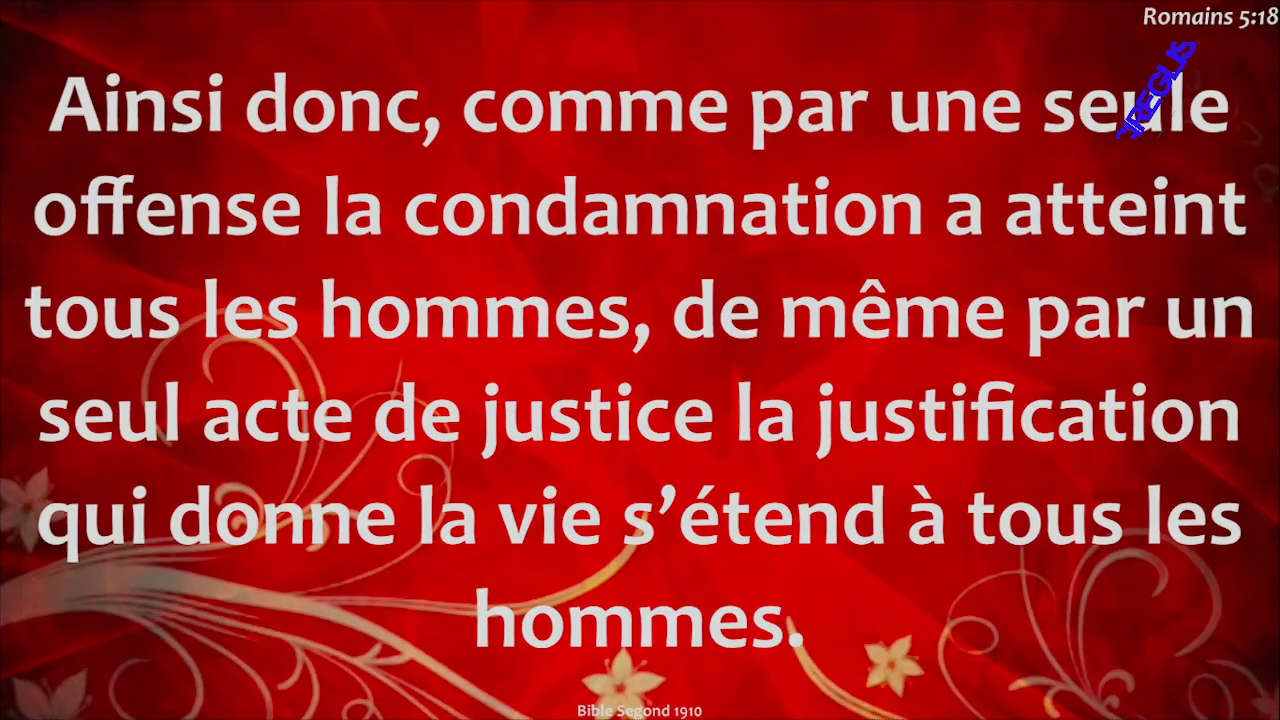 Romains 5:18
Ainsi donc, comme par une seule
offense la condamnation a atteint
tous les hommes, de même par un
seul acte de justice la justification
qui donne la vie s’étend à tous les
hommes.
Bible Segond 1910